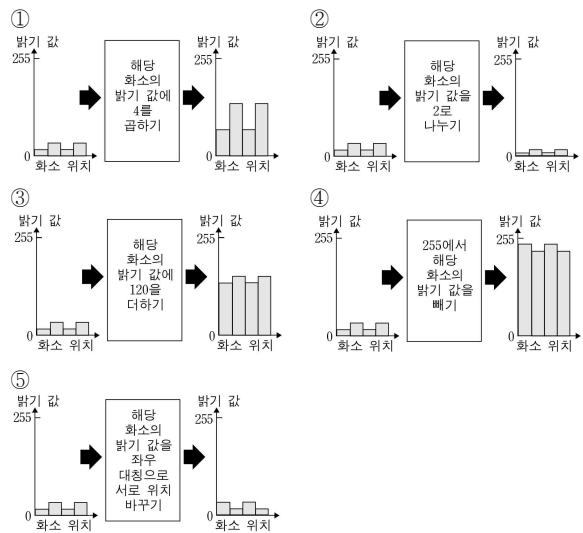 ①
밝기 값
255
0
화소 위치
해당
화소의
밝기 값에
4를
곱하기
밝기 값
255
0
화소 위치
②
밝기 값
255
0
화소 위치
해당
화소의
밝기 값을
2로
나누기
밝기 값
255
0
화소 위치
③
밝기 값
255
0
화소 위치
해당
화소의
밝기 값에
120을
더하기
밝기 값
255
0
화소 위치
④
밝기 값
255
0
화소 위치
255에서
해당
화소의
밝기 값을
빼기
밝기 값
255
0
화소 위치
⑤
밝기 값
255
0
화소 위치
해당
화소의
밝기 값을
좌우
대칭으로
서로 위치
바꾸기
밝기 값
255
0
화소 위치